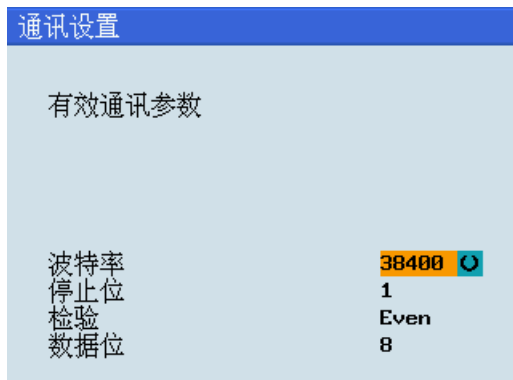 通讯设置
有效通讯参数
波特率 38400
停止位 1
检验 Even
数据位 8